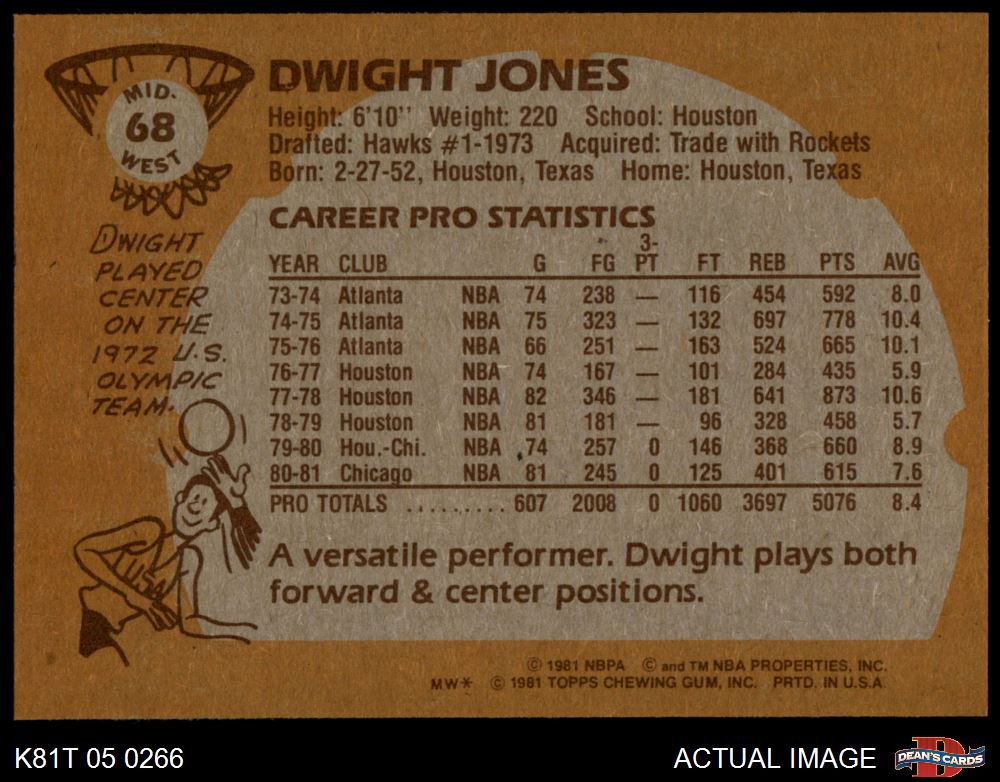 MID-
68
WEST
DWIGHT JONES
Height: 6'10'' Weight: 220 School: Houston
Drafted: Hawks #1-1973 Acquired: Trade with Rockets
Born: 2-27-52, Houston, Texas Home: Houston, Texas
DWIGHT
PLAYED
CENTER
ON THE
1972 U.S.
OLYMPIC
TEAM.
CAREER PRO STATISTICS
YEAR CLUB G FG 3-PT FT REB PTS AVG
73-74 Atlanta NBA 74 238 — 116 454 592 8.0
74-75 Atlanta NBA 75 323 — 132 697 778 10.4
75-76 Atlanta NBA 66 251 — 163 524 665 10.1
76-77 Houston NBA 74 167 — 101 284 435 5.9
77-78 Houston NBA 82 346 — 181 641 873 10.6
78-79 Houston NBA 81 181 — 96 328 458 5.7
79-80 Hou.-Chi. NBA 74 257 0 146 368 660 8.9
80-81 Chicago NBA 81 245 0 125 401 615 7.6
PRO TOTALS .......... 607 2008 0 1060 3697 5076 8.4
USA
A versatile performer. Dwight plays both
forward & center positions.
© 1981 NBPA © and TM NBA PROPERTIES, INC.
MW* © 1981 TOPPS CHEWING GUM, INC. PRTD. IN U.S.A.
K81T 05 0266
ACTUAL IMAGE
D
DEAN'S CARDS